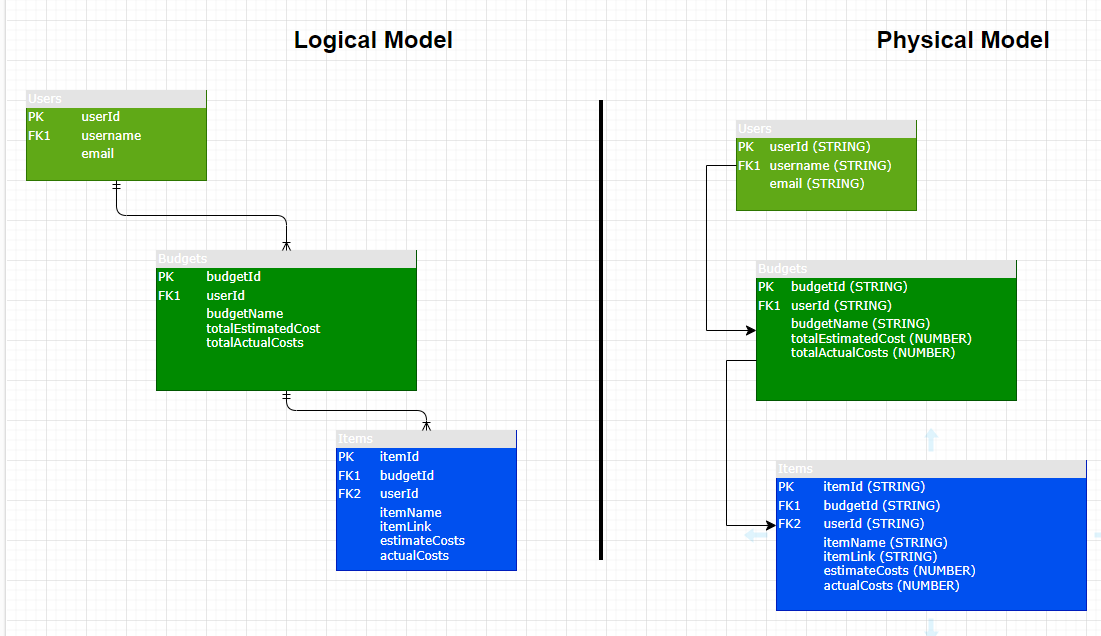 Logical Model
Users
PK userId
FK1 username
email
Budgets
PK budgetId
FK1 userId
budgetName
totalEstimatedCost
totalActualCosts
Items
PK itemId
FK1 budgetId
FK2 userId
itemName
itemLink
estimateCosts
actualCosts
Physical Model
Users
PK userId (STRING)
FK1 username (STRING)
email (STRING)
Budgets
PK budgetId (STRING)
FK1 userId (STRING)
budgetName (STRING)
totalEstimatedCost (NUMBER)
totalActualCosts (NUMBER)
Items
PK itemId (STRING)
FK1 budgetId (STRING)
FK2 userId (STRING)
itemName (STRING)
itemLink (STRING)
estimateCosts (NUMBER)
actualCosts (NUMBER)